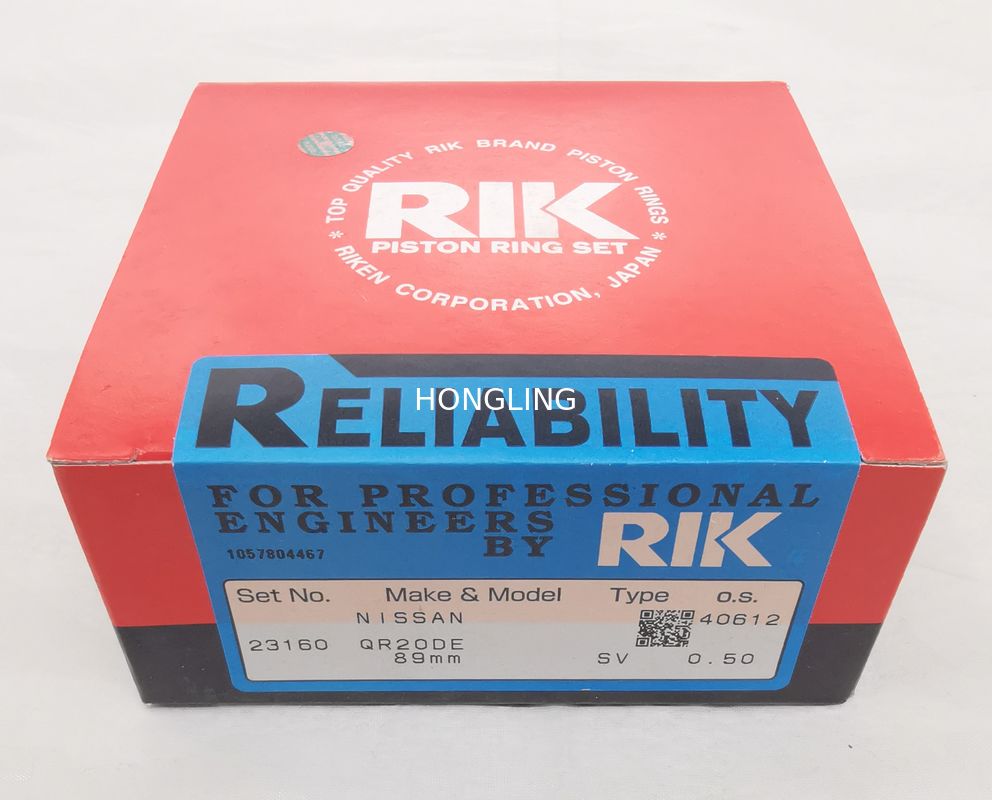 * TOP QUALITY RIK BRAND PISTON RINGS *
RIK
PISTON RING SET
RIKEN CORPORATION, JAPAN
RELIABILITY
HONGLING
FOR PROFESSIONAL
ENGINEERS
BY RIK
1057804467
Set No. Make & Model Type o.s.
NISSAN 40612
23160 QR20DE
89mm SV 0.50